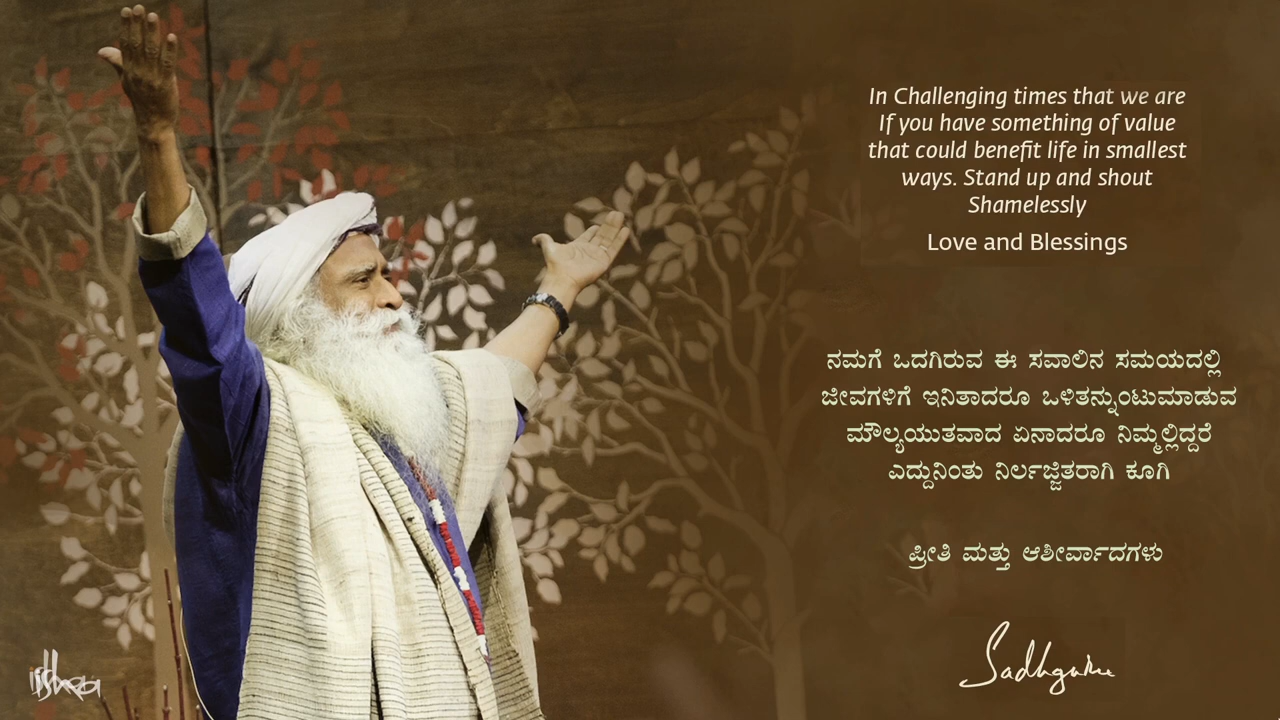 In Challenging times that we are
If you have something of value
that could benefit life in smallest
ways. Stand up and shout
Shamelessly
Love and Blessings
ನಮಗೆ ಒದಗಿರುವ ಈ ಸವಾಲಿನ ಸಮಯದಲ್ಲಿ
ಜೀವಗಳಿಗೆ ಇನಿತಾದರೂ ಒಳಿತನ್ನುಂಟುಮಾಡುವ
ಮೌಲ್ಯಯುತವಾದ ಏನಾದರೂ ನಿಮ್ಮಲ್ಲಿದ್ದರೆ
ಎದ್ದುನಿಂತು ನಿರ್ಲಜ್ಜಿತರಾಗಿ ಕೂಗಿ
ಪ್ರೀತಿ ಮತ್ತು ಆಶೀರ್ವಾದಗಳು
Sadhguru